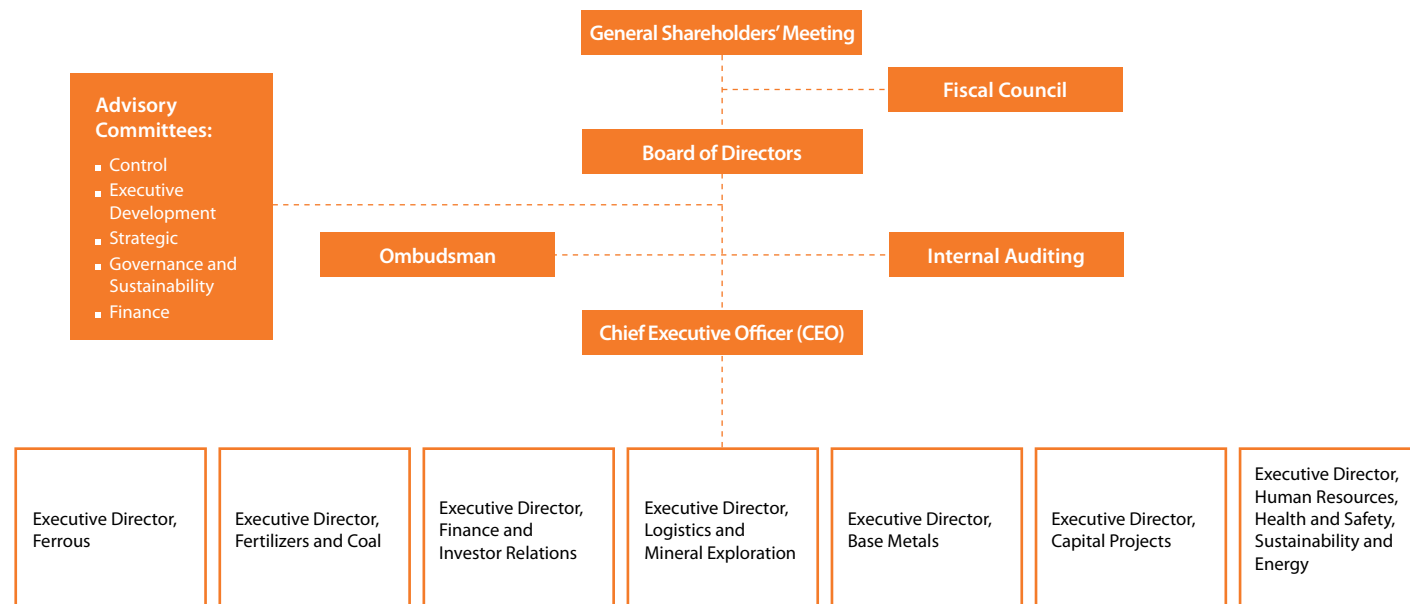 General Shareholders' Meeting
Fiscal Council
Advisory
Committees:
Control
Executive
Development
Strategic
Governance and
Sustainability
Finance
Board of Directors
Ombudsman
Internal Auditing
Chief Executive Officer (CEO)
Executive Director,
Ferrous
Executive Director,
Fertilizers and Coal
Executive Director,
Finance and
Investor Relations
Executive Director,
Logistics and
Mineral Exploration
Executive Director,
Base Metals
Executive Director,
Capital Projects
Executive Director,
Human Resources,
Health and Safety,
Sustainability and
Energy